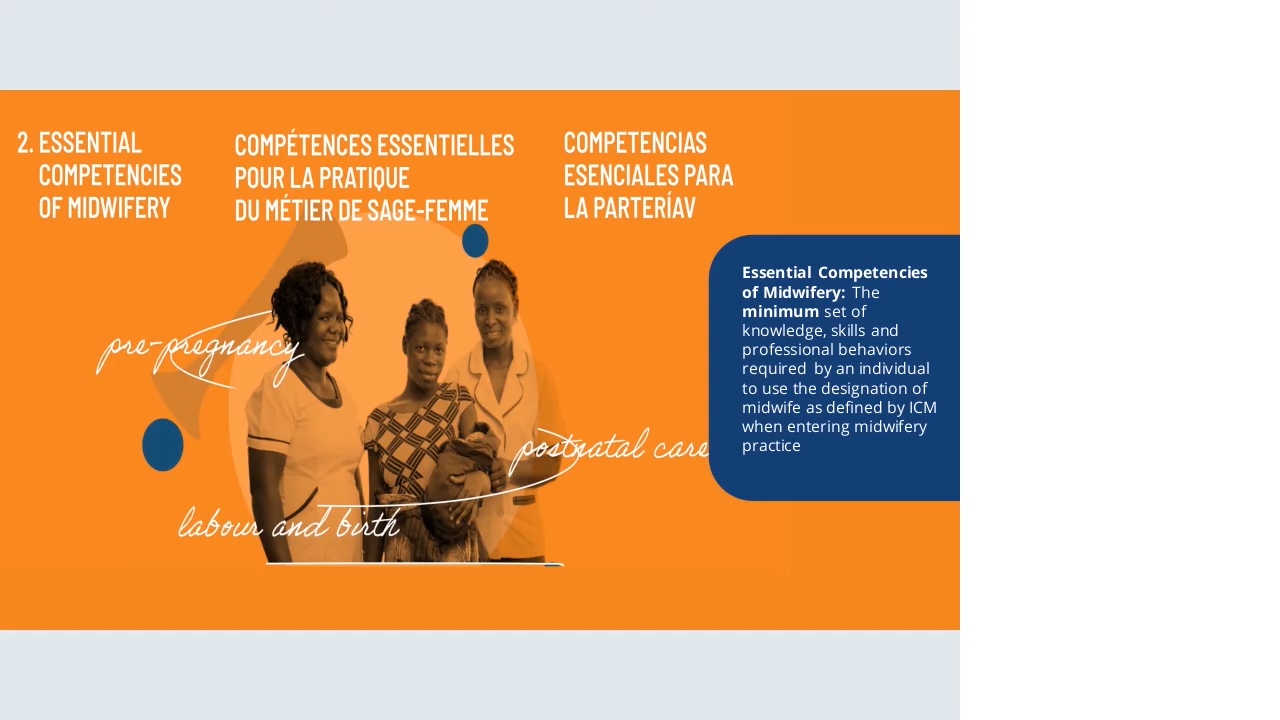 2. ESSENTIAL
COMPETENCIES
OF MIDWIFERY
COMPÉTENCES ESSENTIELLES
POUR LA PRATIQUE
DU MÉTIER DE SAGE-FEMME
COMPETENCIAS
ESENCIALES PARA
LA PARTERÍAV
pre-pregnancy
postnatal care
labour and birth
Essential Competencies
of Midwifery: The
minimum set of
knowledge, skills and
professional behaviors
required by an individual
to use the designation of
midwife as defined by ICM
when entering midwifery
practice